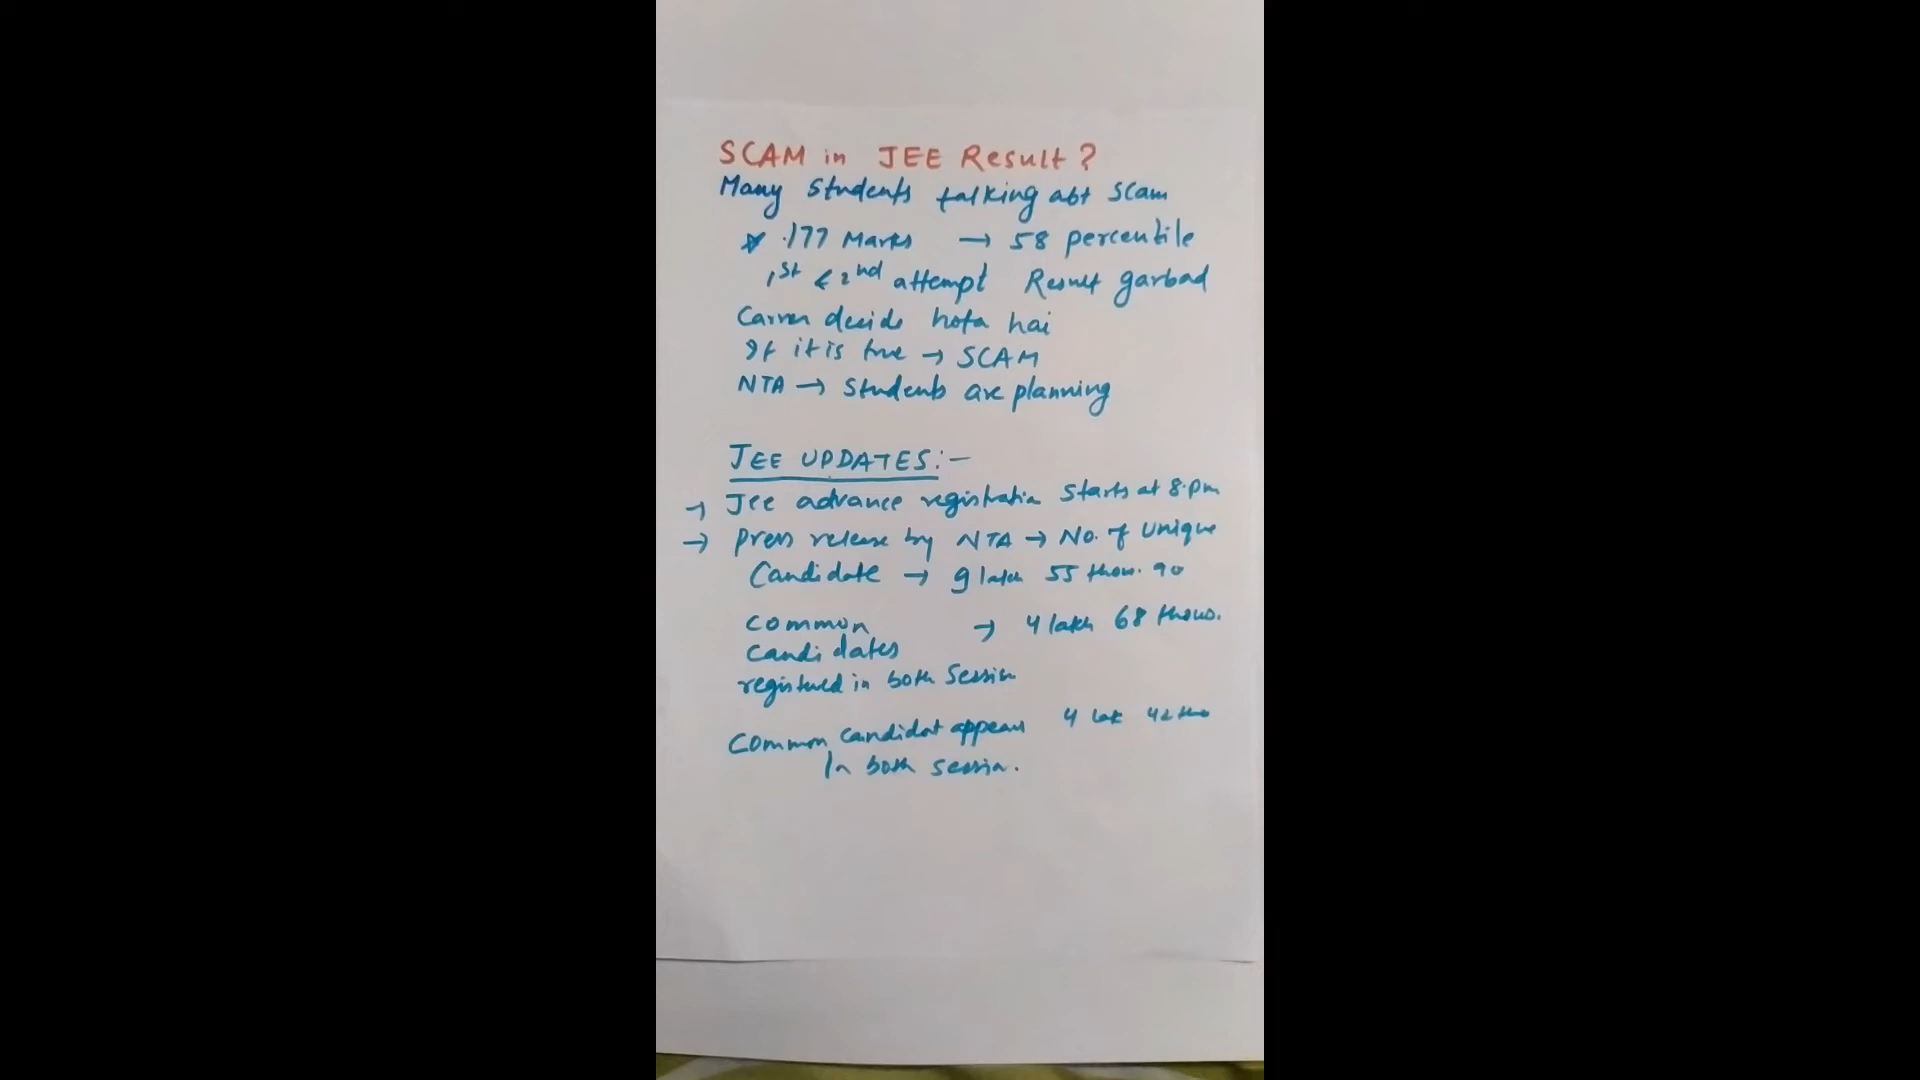 SCAM in JEE Result?
Many students talking abt scam
177 Marks → 58 percentile
1st & 2nd attempt Result garbad
decide hota hai
If it is true → SCAM
NTA → Students are planning
JEE UPDATES:-
→ Jee advance registration starts at 8.pm
→ press release by NTA → No. of unique
Candidate → 9 lakh 55 thou. 90
common → 4 lakh 68 thous.
candidates
registered in both session
Common candidat appear 4 lak 42 tho
In both session.